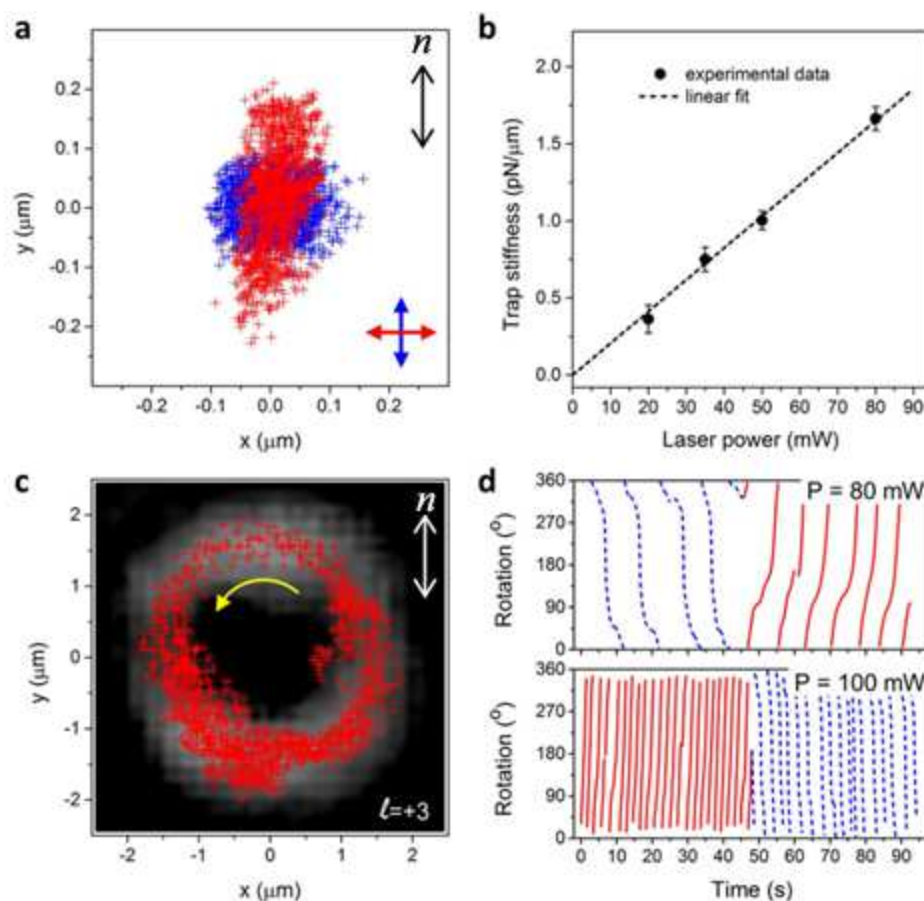 a
n
0.2
0.1
0.0
-0.1
-0.2
y (μm)
-0.2 -0.1 0.0 0.1 0.2
x (μm)
b
experimental data
linear fit
2.0
1.5
1.0
0.5
0.0
Trap stiffness (pN/μm)
0 10 20 30 40 50 60 70 80 90
Laser power (mW)
c
n
2
1
0
-1
-2
y (μm)
ℓ=+3
-2 -1 0 1 2
x (μm)
d
P = 80 mW
360
270
180
90
0
Rotation (°)
P = 100 mW
360
270
180
90
0
Rotation (°)
0 10 20 30 40 50 60 70 80 90
Time (s)